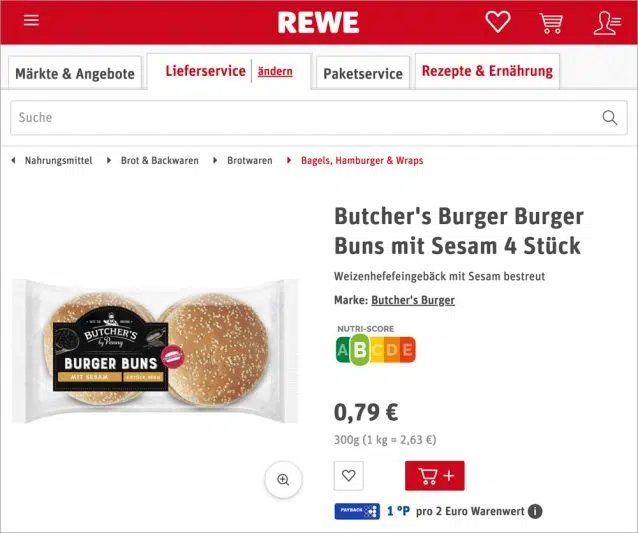 REWE
Märkte & Angebote
Lieferservice
ändern
Paketservice
Rezepte & Ernährung
Suche
Nahrungsmittel
Brot & Backwaren
Brotwaren
Bagels, Hamburger & Wraps
Butcher's Burger Burger
Buns mit Sesam 4 Stück
Weizenhefefeingebäck mit Sesam bestreut
Marke: Butcher's Burger
NUTRI-SCORE
A B C D E
BUTCHER'S
by Penny
BURGER BUNS
MIT SESAM
0,79 €
300g (1 kg = 2,63 €)
PAYBACK
1 °P pro 2 Euro Warenwert